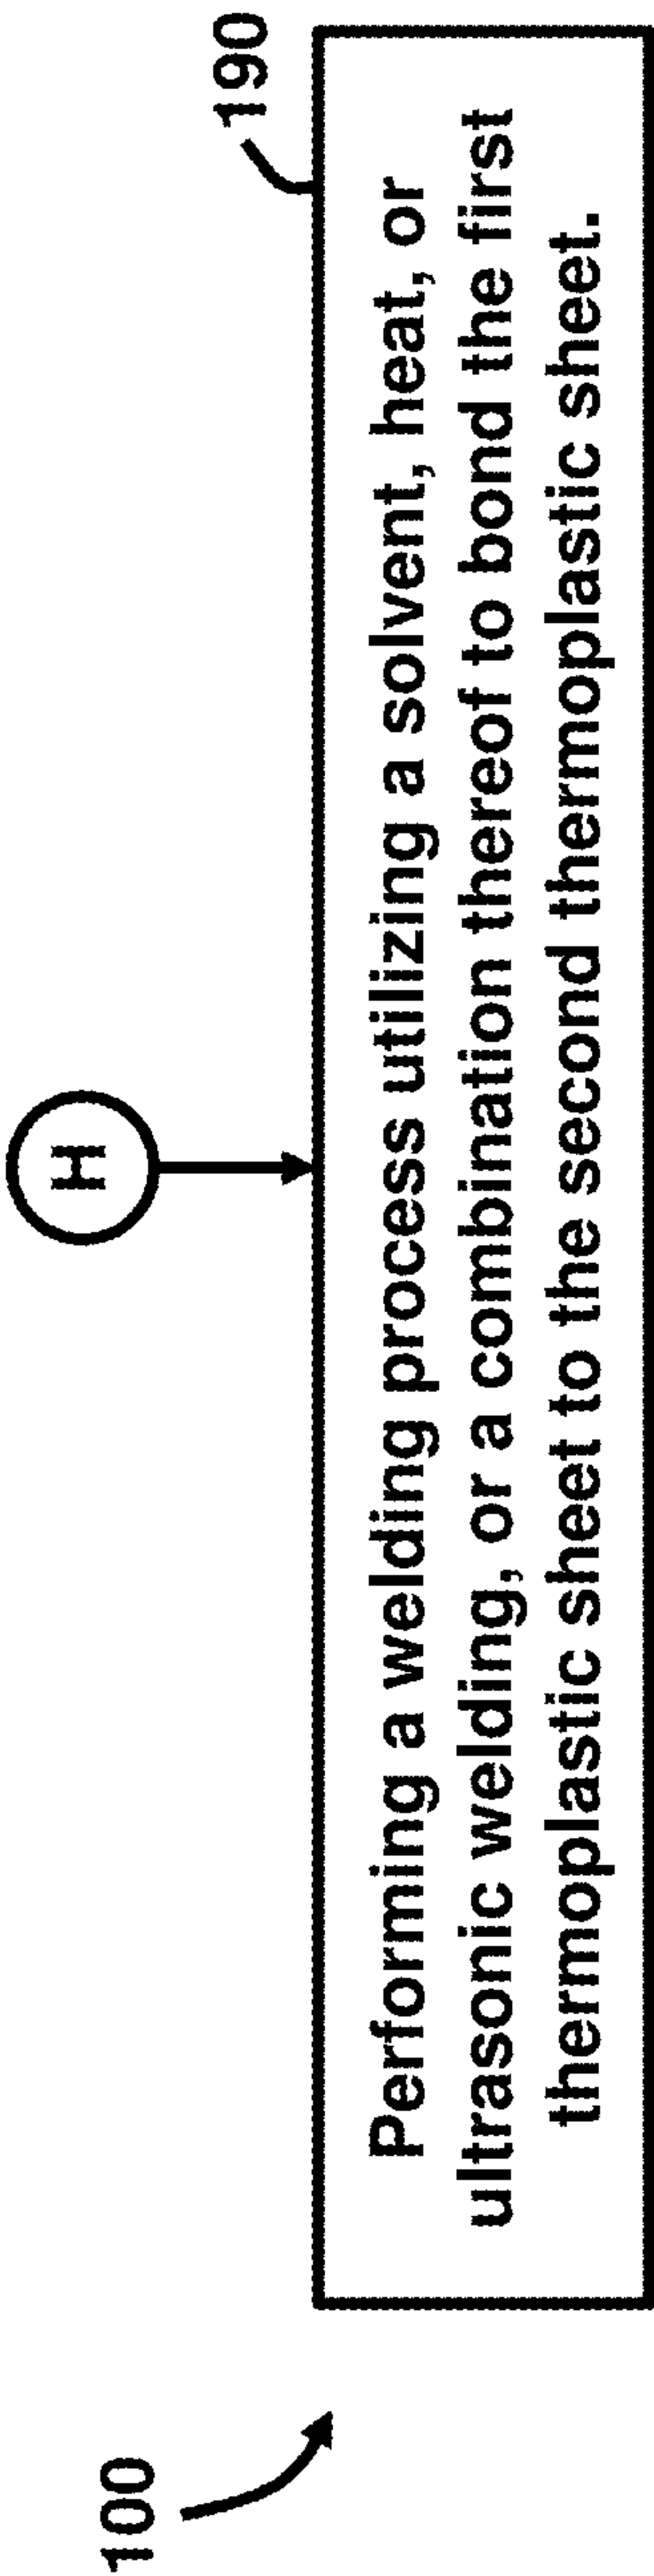 100
H
190
Performing a welding process utilizing a solvent, heat, or
ultrasonic welding, or a combination thereof to bond the first
thermoplastic sheet to the second thermoplastic sheet.